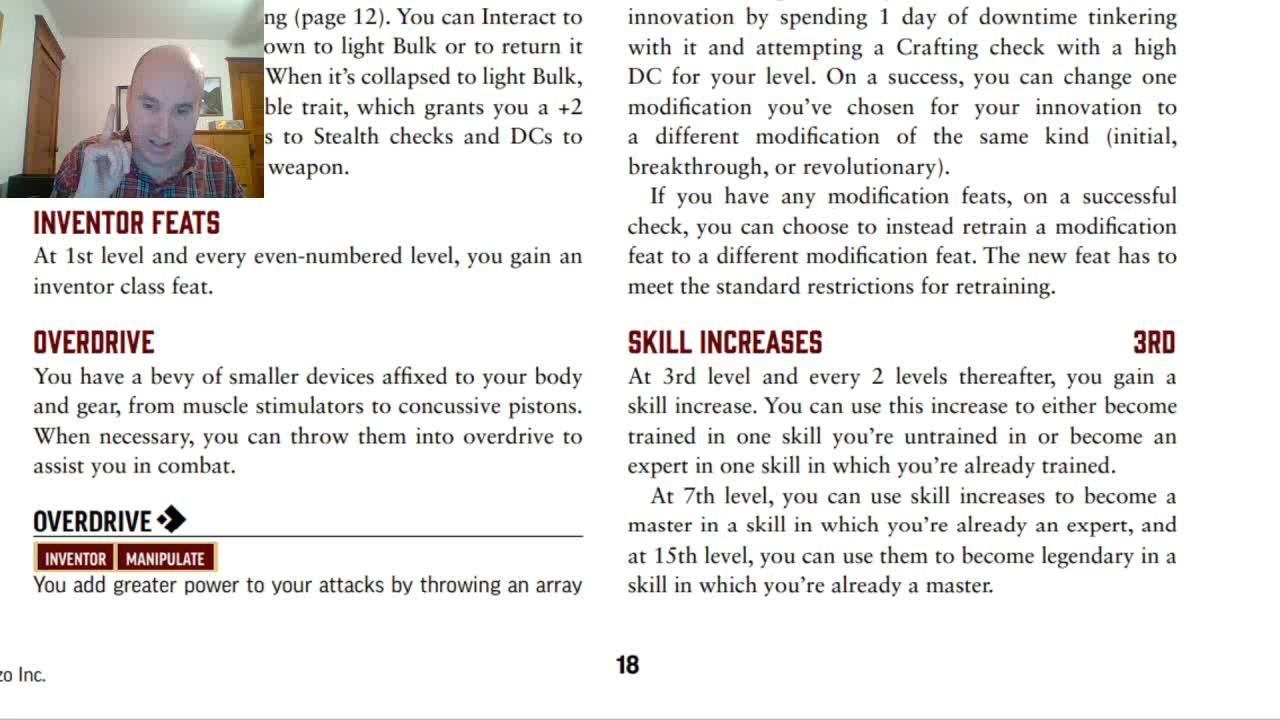 ng (page 12). You can Interact to
own to light Bulk or to return it
When it's collapsed to light Bulk,
ble trait, which grants you a +2
s to Stealth checks and DCs to
weapon.
INVENTOR FEATS
At 1st level and every even-numbered level, you gain an
inventor class feat.
OVERDRIVE
You have a bevy of smaller devices affixed to your body
and gear, from muscle stimulators to concussive pistons.
When necessary, you can throw them into overdrive to
assist you in combat.
OVERDRIVE
INVENTOR MANIPULATE
You add greater power to your attacks by throwing an array
innovation by spending 1 day of downtime tinkering
with it and attempting a Crafting check with a high
DC for your level. On a success, you can change one
modification you've chosen for your innovation to
a different modification of the same kind (initial,
breakthrough, or revolutionary).
If you have any modification feats, on a successful
check, you can choose to instead retrain a modification
feat to a different modification feat. The new feat has to
meet the standard restrictions for retraining.
SKILL INCREASES 3RD
At 3rd level and every 2 levels thereafter, you gain a
skill increase. You can use this increase to either become
trained in one skill you're untrained in or become an
expert in one skill in which you're already trained.
At 7th level, you can use skill increases to become a
master in a skill in which you're already an expert, and
at 15th level, you can use them to become legendary in a
skill in which you're already a master.
18
zo Inc.